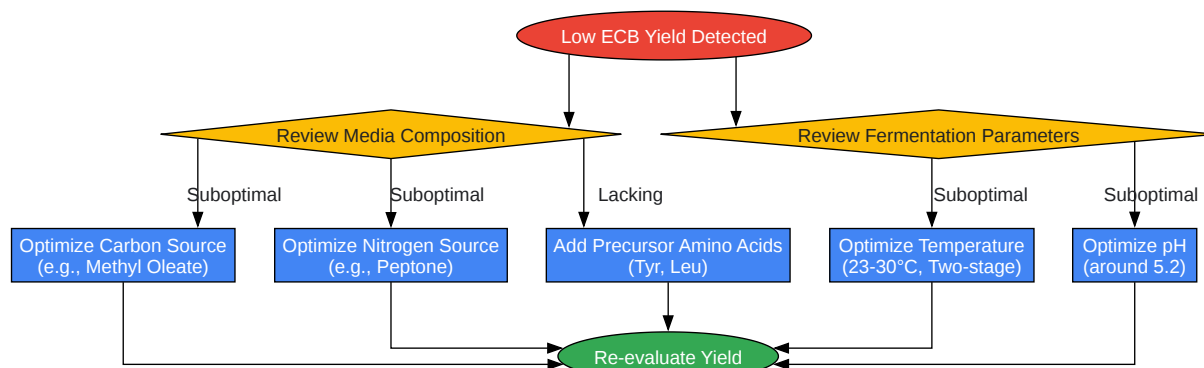 Low ECB Yield Detected
Review Media Composition
Review Fermentation Parameters
Suboptimal
Suboptimal
Lacking
Suboptimal
Suboptimal
Optimize Carbon Source
(e.g., Methyl Oleate)
Optimize Nitrogen Source
(e.g., Peptone)
Add Precursor Amino Acids
(Tyr, Leu)
Optimize Temperature
(23-30°C, Two-stage)
Optimize pH
(around 5.2)
Re-evaluate Yield